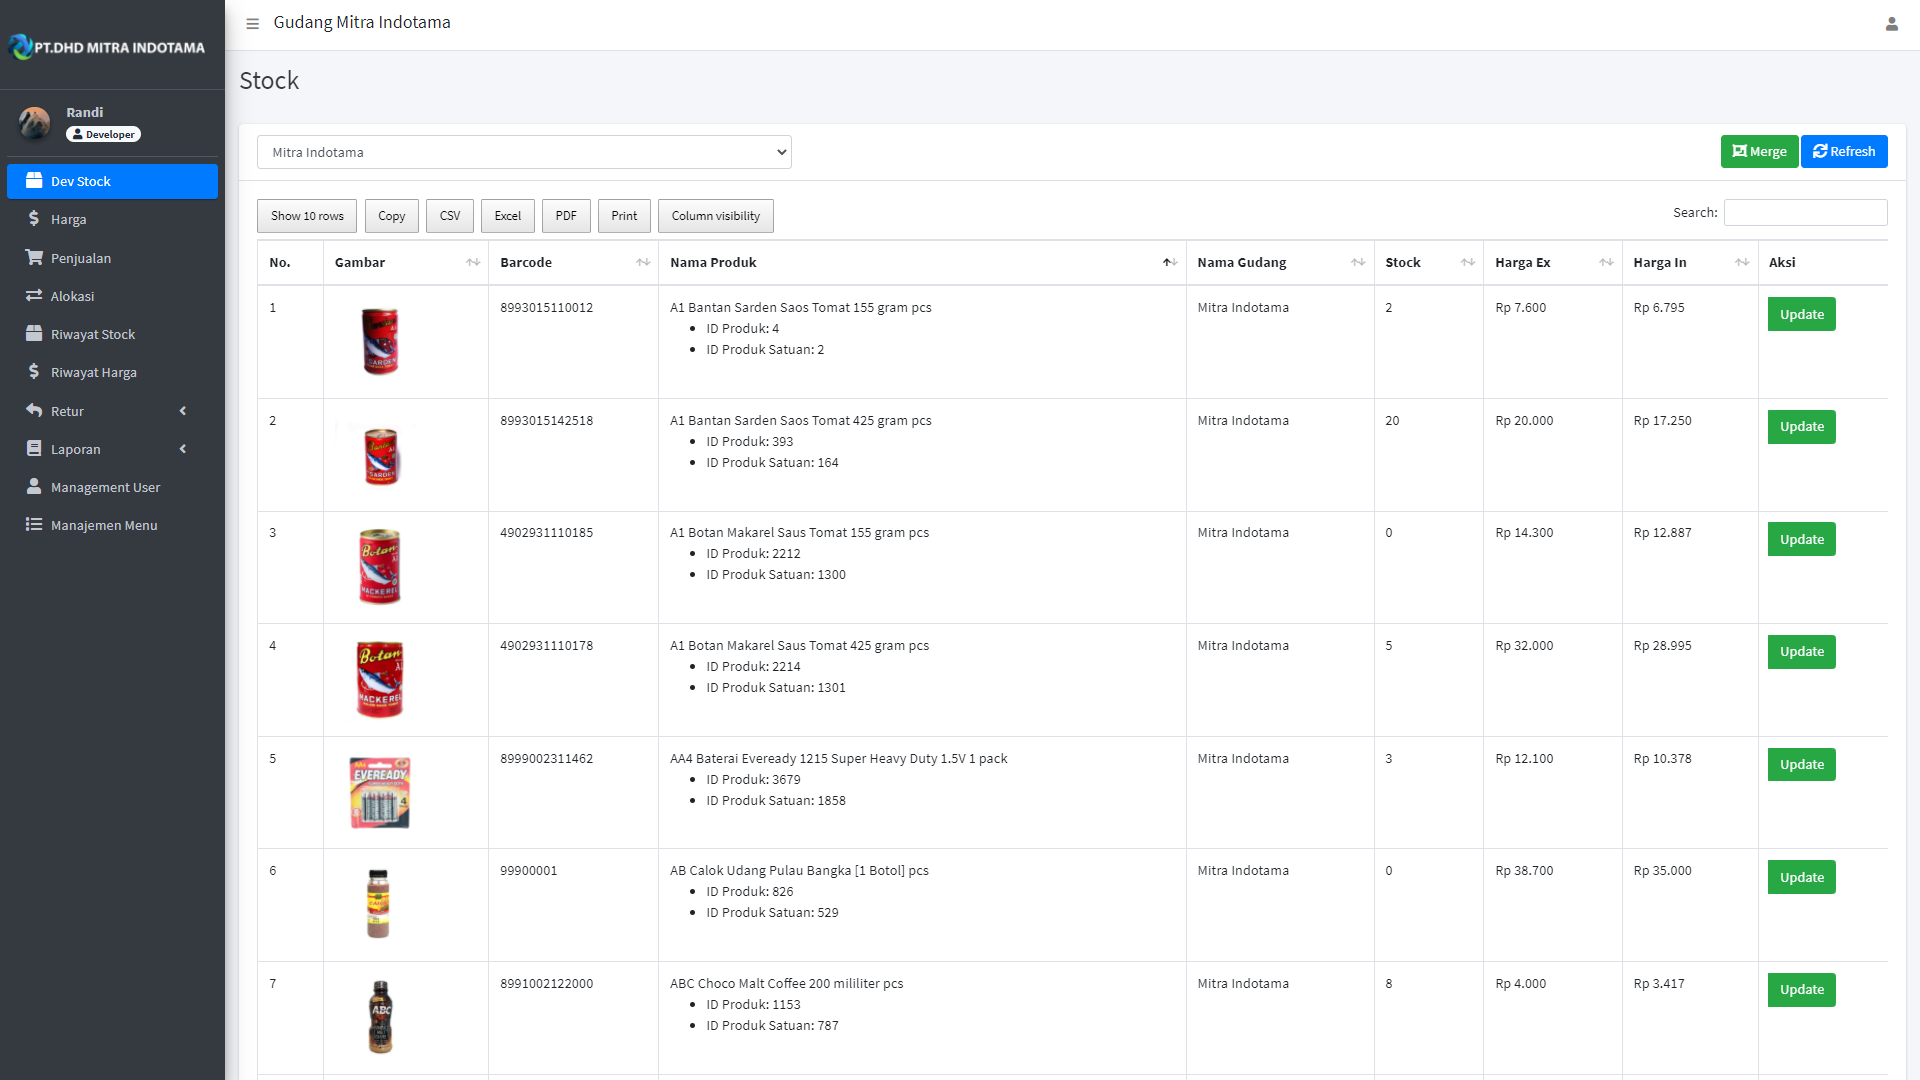 PT.DHD MITRA INDOTAMA
Gudang Mitra Indotama
Randi
Developer
Dev Stock
Harga
Penjualan
Alokasi
Riwayat Stock
Riwayat Harga
Retur
Laporan
Management User
Manajemen Menu
Stock
Mitra Indotama
Merge Refresh
Show 10 rows Copy CSV Excel PDF Print Column visibility Search:
No. Gambar Barcode Nama Produk Nama Gudang Stock Harga Ex Harga In Aksi
1 8993015110012 A1 Bantan Sarden Saos Tomat 155 gram pcs Mitra Indotama 2 Rp 7.600 Rp 6.795 Update
• ID Produk: 4
• ID Produk Satuan: 2
SARDEN
2 8993015142518 A1 Bantan Sarden Saos Tomat 425 gram pcs Mitra Indotama 20 Rp 20.000 Rp 17.250 Update
• ID Produk: 393
• ID Produk Satuan: 164
SARDEN
3 4902931110185 A1 Botan Makarel Saus Tomat 155 gram pcs Mitra Indotama 0 Rp 14.300 Rp 12.887 Update
• ID Produk: 2212
• ID Produk Satuan: 1300
Botan
MACKEREL
4 4902931110178 A1 Botan Makarel Saus Tomat 425 gram pcs Mitra Indotama 5 Rp 32.000 Rp 28.995 Update
• ID Produk: 2214
• ID Produk Satuan: 1301
Botan
A1
MACKEREL
5 8999002311462 AA4 Baterai Eveready 1215 Super Heavy Duty 1.5V 1 pack Mitra Indotama 3 Rp 12.100 Rp 10.378 Update
• ID Produk: 3679
• ID Produk Satuan: 1858
AA4
EVEREADY
4
6 99900001 AB Calok Udang Pulau Bangka [1 Botol] pcs Mitra Indotama 0 Rp 38.700 Rp 35.000 Update
• ID Produk: 826
• ID Produk Satuan: 529
7 8991002122000 ABC Choco Malt Coffee 200 mililiter pcs Mitra Indotama 8 Rp 4.000 Rp 3.417 Update
• ID Produk: 1153
• ID Produk Satuan: 787
ABC